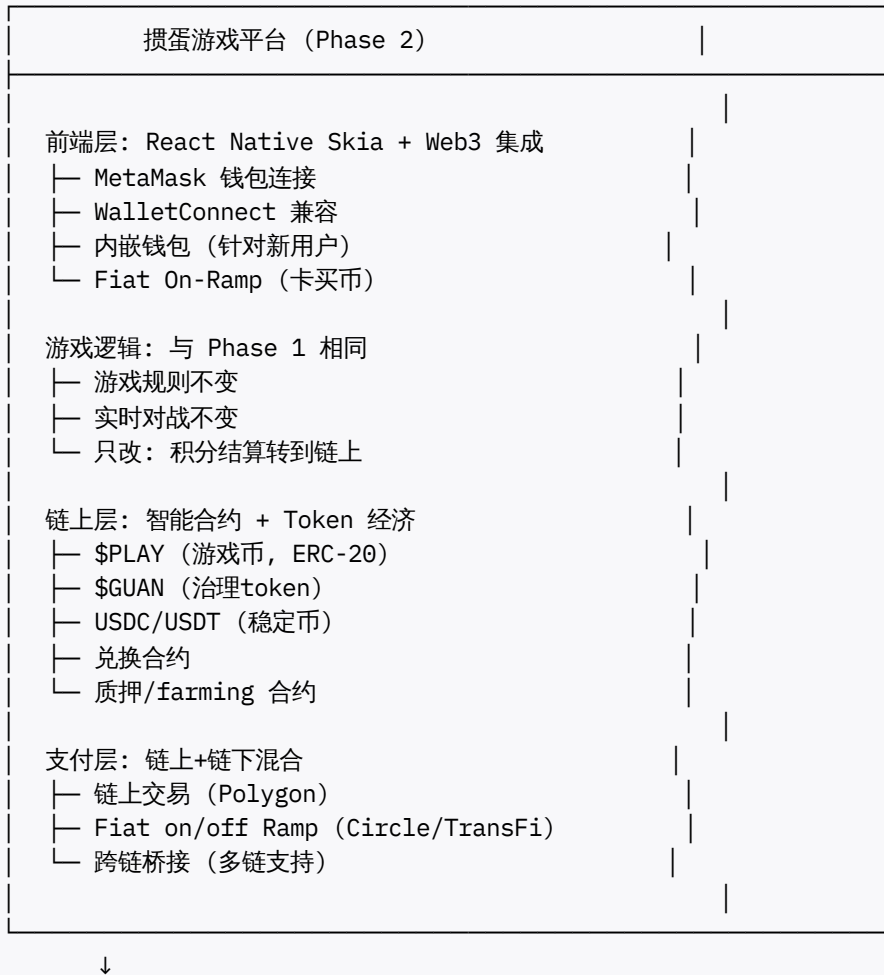 掼蛋游戏平台 (Phase 2)
前端层: React Native Skia + Web3 集成
├─ MetaMask 钱包连接
├─ WalletConnect 兼容
├─ 内嵌钱包 (针对新用户)
└─ Fiat On-Ramp (卡买币)
游戏逻辑: 与 Phase 1 相同
├─ 游戏规则不变
├─ 实时对战不变
└─ 只改: 积分结算转到链上
链上层: 智能合约 + Token 经济
├─ $PLAY (游戏币, ERC-20)
├─ $GUAN (治理token)
├─ USDC/USDT (稳定币)
├─ 兑换合约
└─ 质押/farming 合约
支付层: 链上+链下混合
├─ 链上交易 (Polygon)
├─ Fiat on/off Ramp (Circle/TransFi)
└─ 跨链桥接 (多链支持)
↓